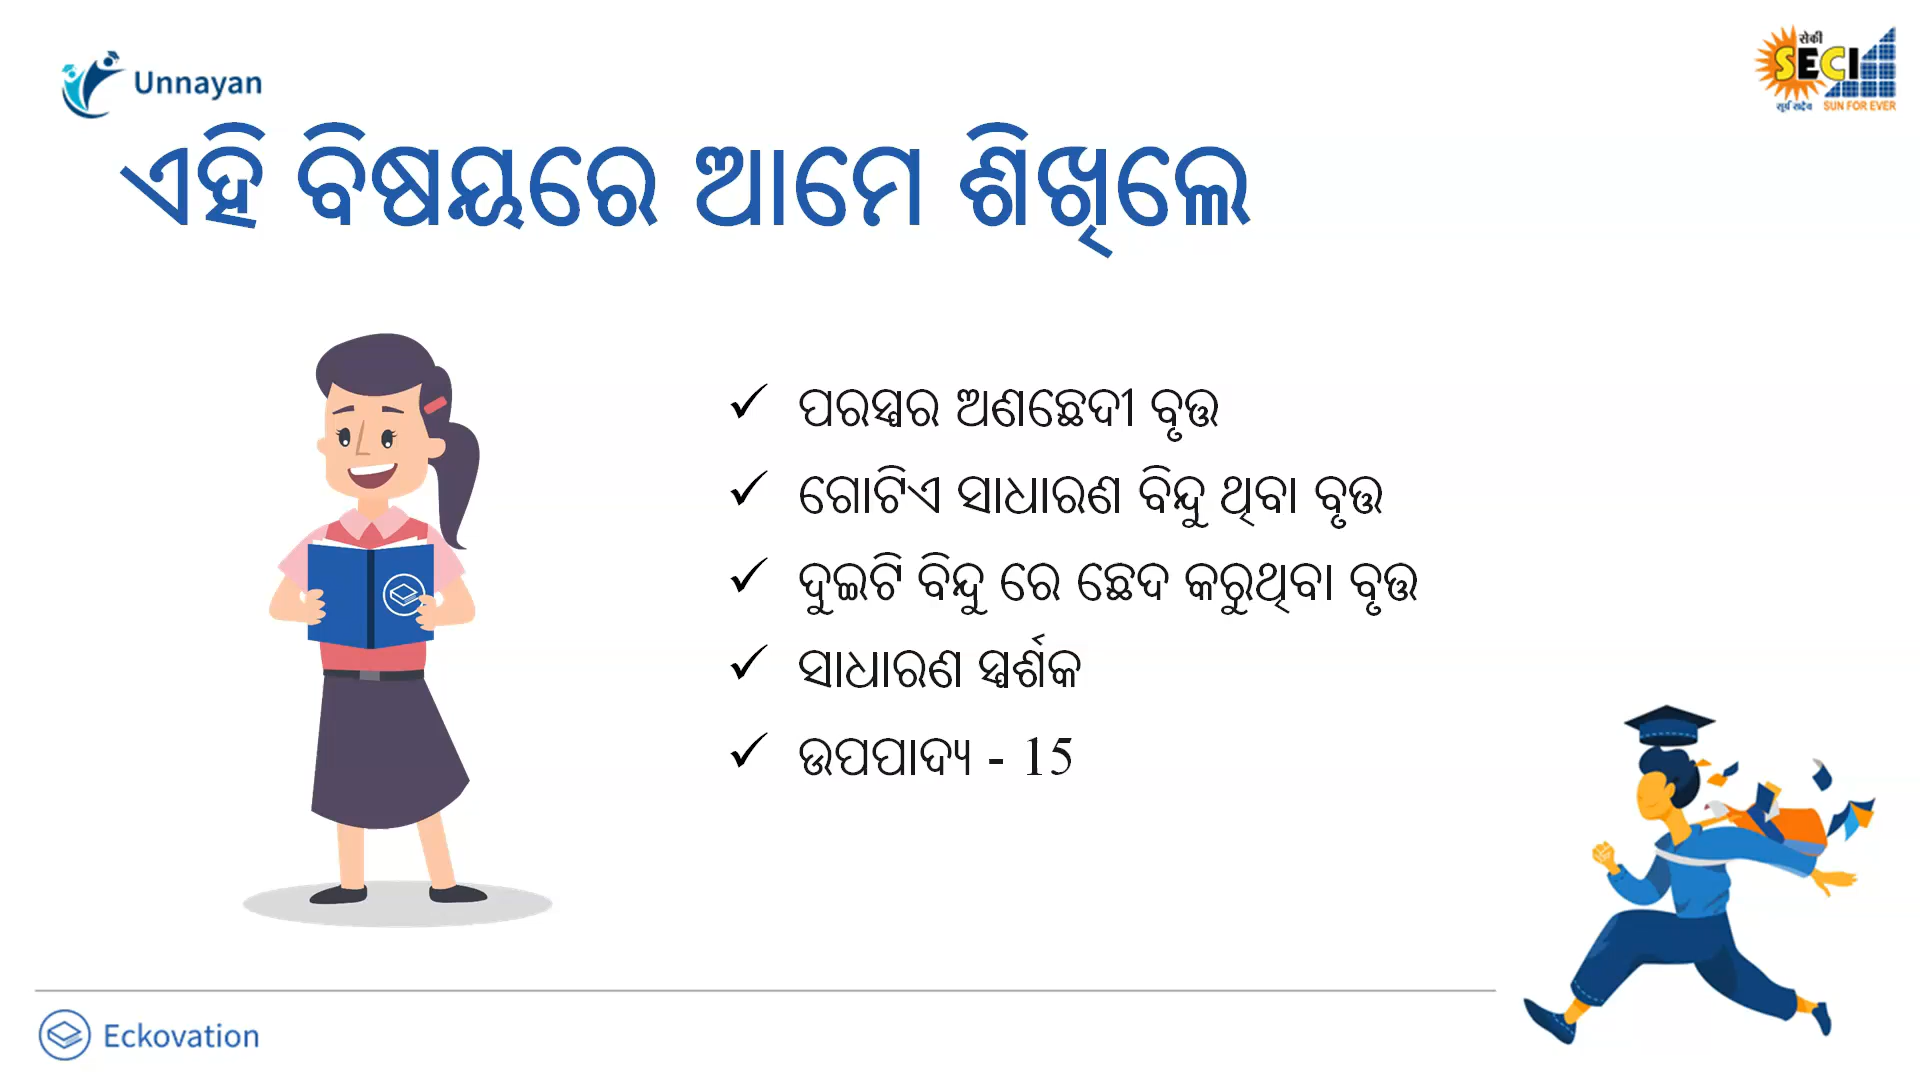 Unnayan
सेकी
SECI
सूर्य सदैव SUN FOR EVER
ଏହି ବିଷୟରେ ଆମେ ଶିଖିଲେ
✓ ପରସ୍ପର ଅଣଛେଦୀ ବୃତ୍ତ
✓ ଗୋଟିଏ ସାଧାରଣ ବିନ୍ଦୁ ଥିବା ବୃତ୍ତ
✓ ଦୁଇଟି ବିନ୍ଦୁ ରେ ଛେଦ କରୁଥିବା ବୃତ୍ତ
✓ ସାଧାରଣ ସ୍ପର୍ଶକ
✓ ଉପପାଦ୍ୟ - 15
Eckovation